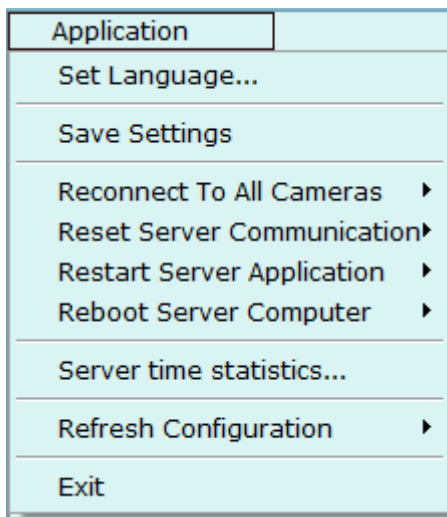 Application
Set Language...
Save Settings
Reconnect To All Cameras
Reset Server Communication
Restart Server Application
Reboot Server Computer
Server time statistics...
Refresh Configuration
Exit